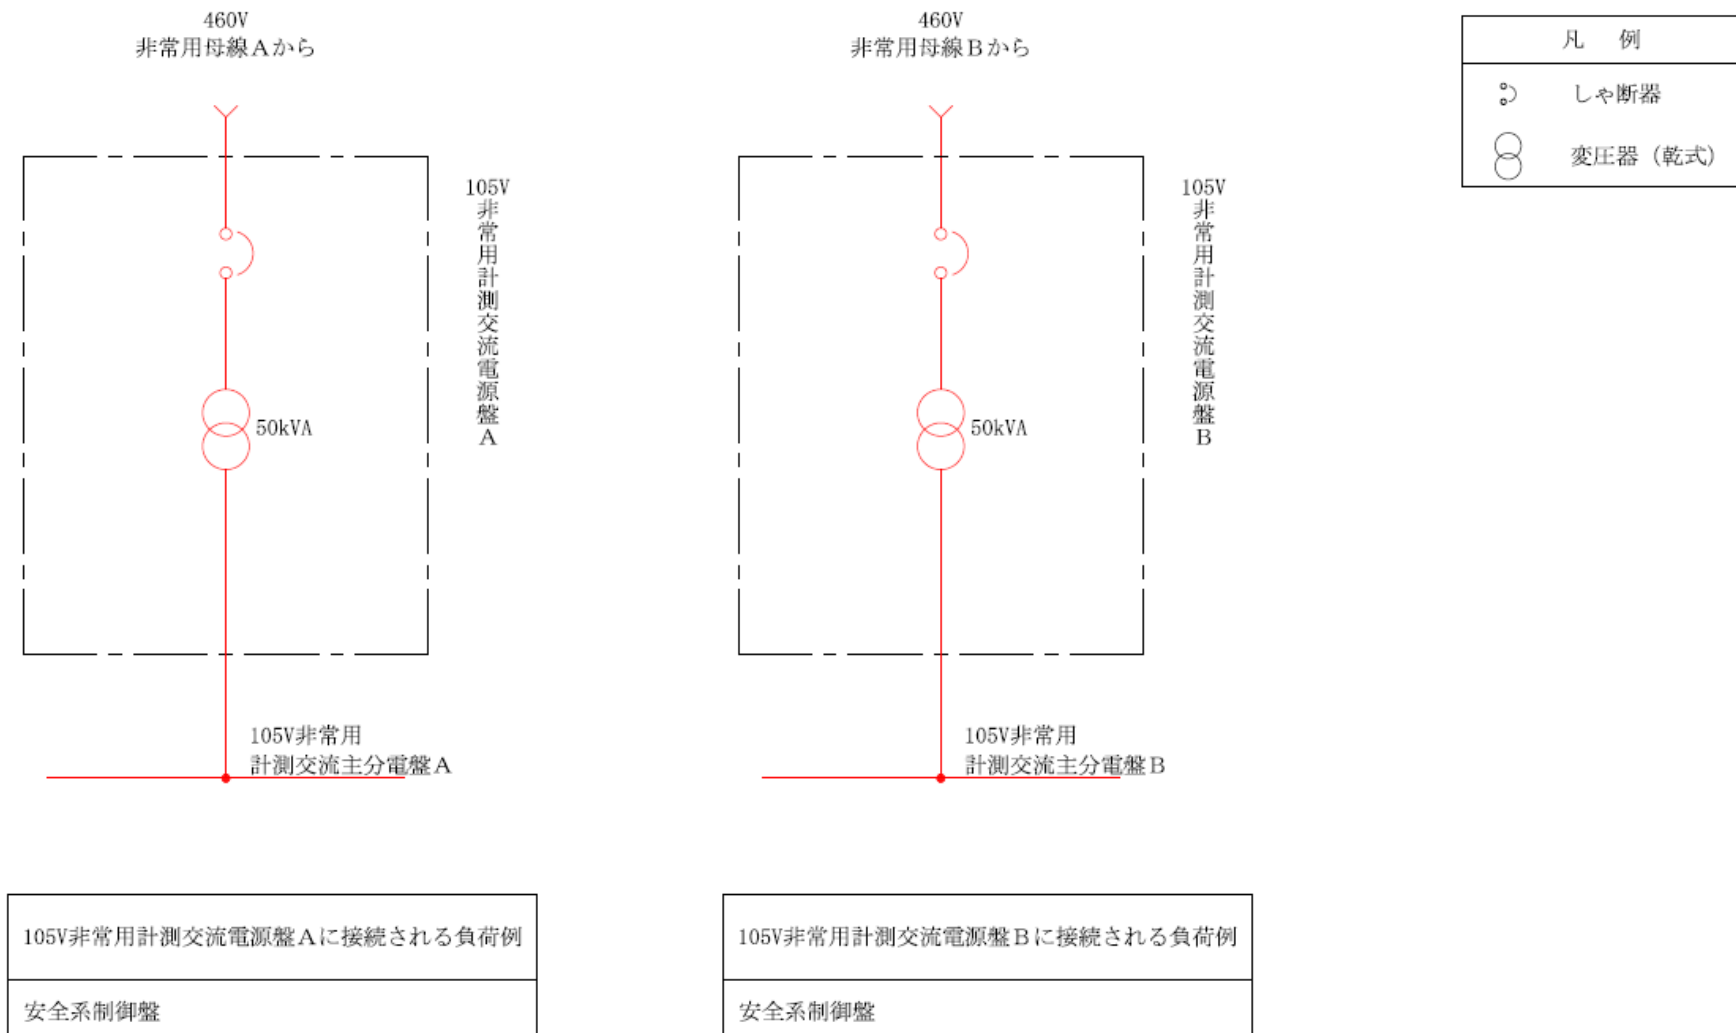 460V
非常用母線Aから
105V
非常用計測交流電源盤A
50kVA
105V非常用
計測交流主分電盤A
105V非常用計測交流電源盤Aに接続される負荷例
安全系制御盤
460V
非常用母線Bから
105V
非常用計測交流電源盤B
50kVA
105V非常用
計測交流主分電盤B
105V非常用計測交流電源盤Bに接続される負荷例
安全系制御盤
凡 例
しゃ断器
変圧器（乾式）